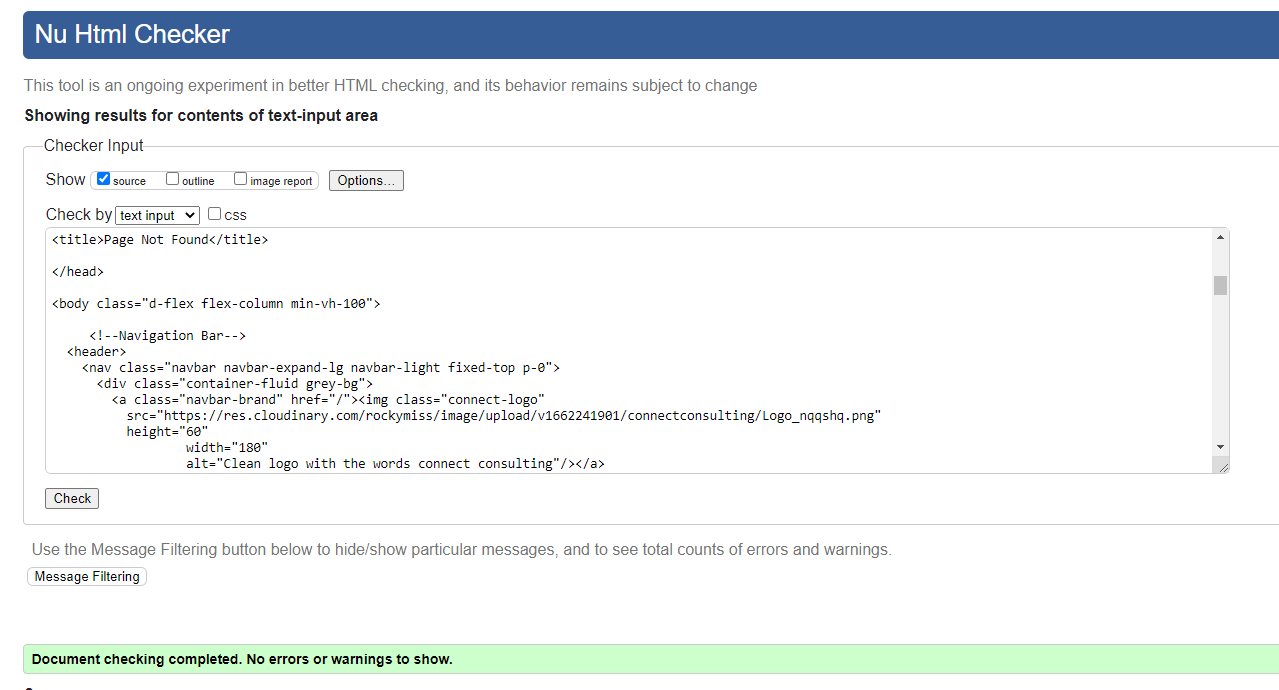 Nu Html Checker
This tool is an ongoing experiment in better HTML checking, and its behavior remains subject to change
Showing results for contents of text-input area
Checker Input
Show source outline image report Options...
Check by text input css
<title>Page Not Found</title>
</head>
<body class="d-flex flex-column min-vh-100">
<!--Navigation Bar-->
<header>
<nav class="navbar navbar-expand-lg navbar-light fixed-top p-0">
<div class="container-fluid grey-bg">
<a class="navbar-brand" href="/"><img class="connect-logo"
src="https://res.cloudinary.com/rockymiss/image/upload/v1662241901/connectconsulting/Logo_nqqshq.png"
height="60"
width="180"
alt="Clean logo with the words connect consulting"/></a>
Check
Use the Message Filtering button below to hide/show particular messages, and to see total counts of errors and warnings.
Message Filtering
Document checking completed. No errors or warnings to show.